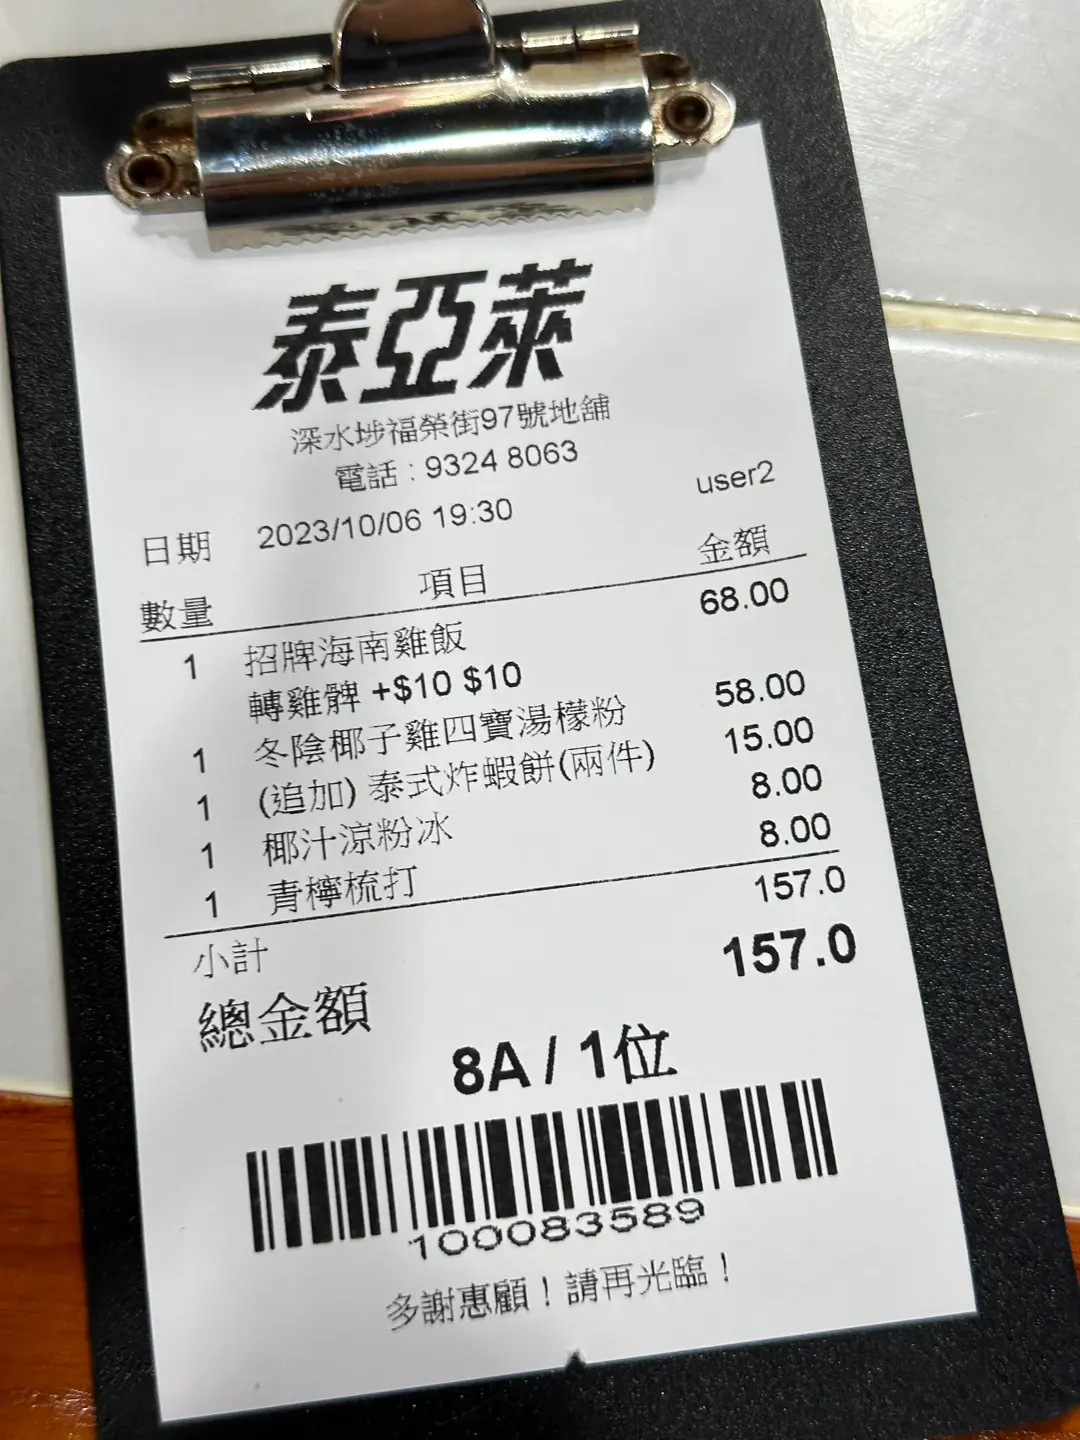 泰亞萊
深水埗福榮街97號地舖
電話：9324 8063
日期 2023/10/06 19:30 user2
數量 項目 金額
1 招牌海南雞飯 68.00
轉雞髀 +$10 $10
1 冬陰椰子雞四寶湯檬粉 58.00
1 (追加) 泰式炸蝦餅(兩件) 15.00
1 椰汁涼粉冰 8.00
1 青檸梳打 8.00
小計 157.0
總金額 157.0
8A / 1位
100083589
多謝惠顧！請再光臨！